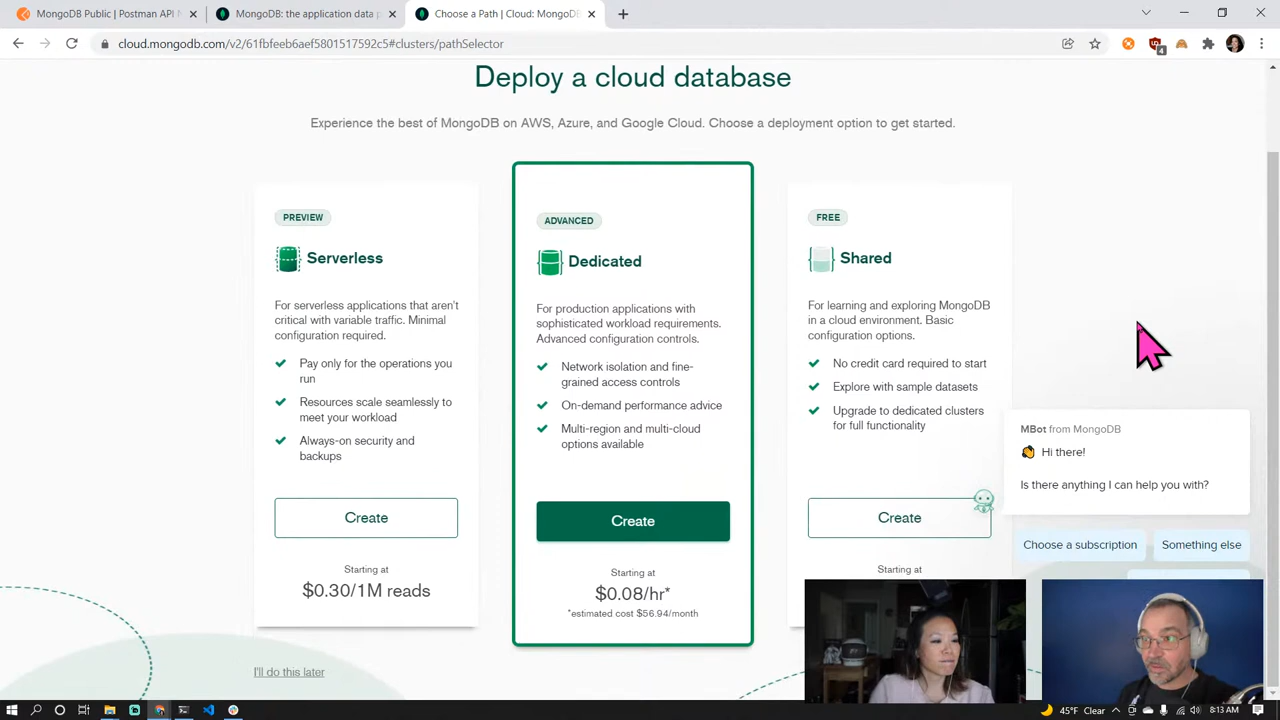 MongoDB Public | Postman API N
MongoDB: the application data p
Choose a Path | Cloud: MongoDB
cloud.mongodb.com/v2/61fbfeeb6aef5801517592c5#clusters/pathSelector
4
Deploy a cloud database
Experience the best of MongoDB on AWS, Azure, and Google Cloud. Choose a deployment option to get started.
PREVIEW
Serverless
For serverless applications that aren't
critical with variable traffic. Minimal
configuration required.
Pay only for the operations you
run
Resources scale seamlessly to
meet your workload
Always-on security and
backups
Create
Starting at
$0.30/1M reads
ADVANCED
Dedicated
For production applications with
sophisticated workload requirements.
Advanced configuration controls.
Network isolation and fine-
grained access controls
On-demand performance advice
Multi-region and multi-cloud
options available
Create
Starting at
$0.08/hr*
*estimated cost $56.94/month
FREE
Shared
For learning and exploring MongoDB
in a cloud environment. Basic
configuration options.
No credit card required to start
Explore with sample datasets
Upgrade to dedicated clusters
for full functionality
Create
Starting at
MBot from MongoDB
Hi there!
Is there anything I can help you with?
Choose a subscription
Something else
I'll do this later
45°F Clear
8:13 AM